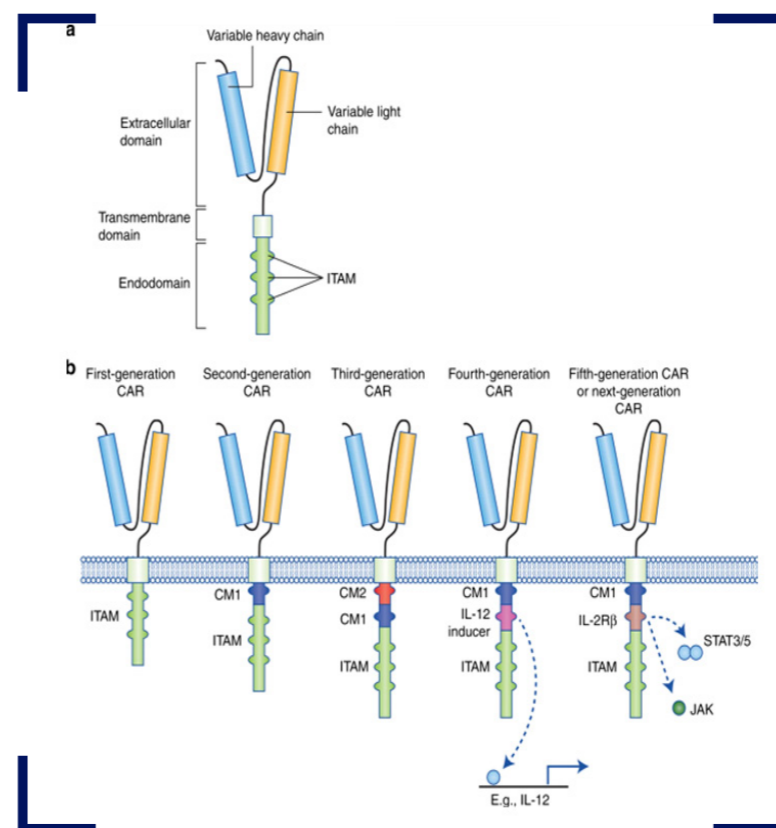 a
Variable heavy chain
Extracellular
domain
Variable light
chain
Transmembrane
domain
Endodomain
ITAM
b
First-generation
CAR
Second-generation
CAR
Third-generation
CAR
Fourth-generation
CAR
Fifth-generation CAR
or next-generation
CAR
ITAM
CM1
ITAM
CM2
CM1
ITAM
CM1
IL-12
inducer
ITAM
E.g., IL-12
CM1
IL-2Rβ
ITAM
STAT3/5
JAK